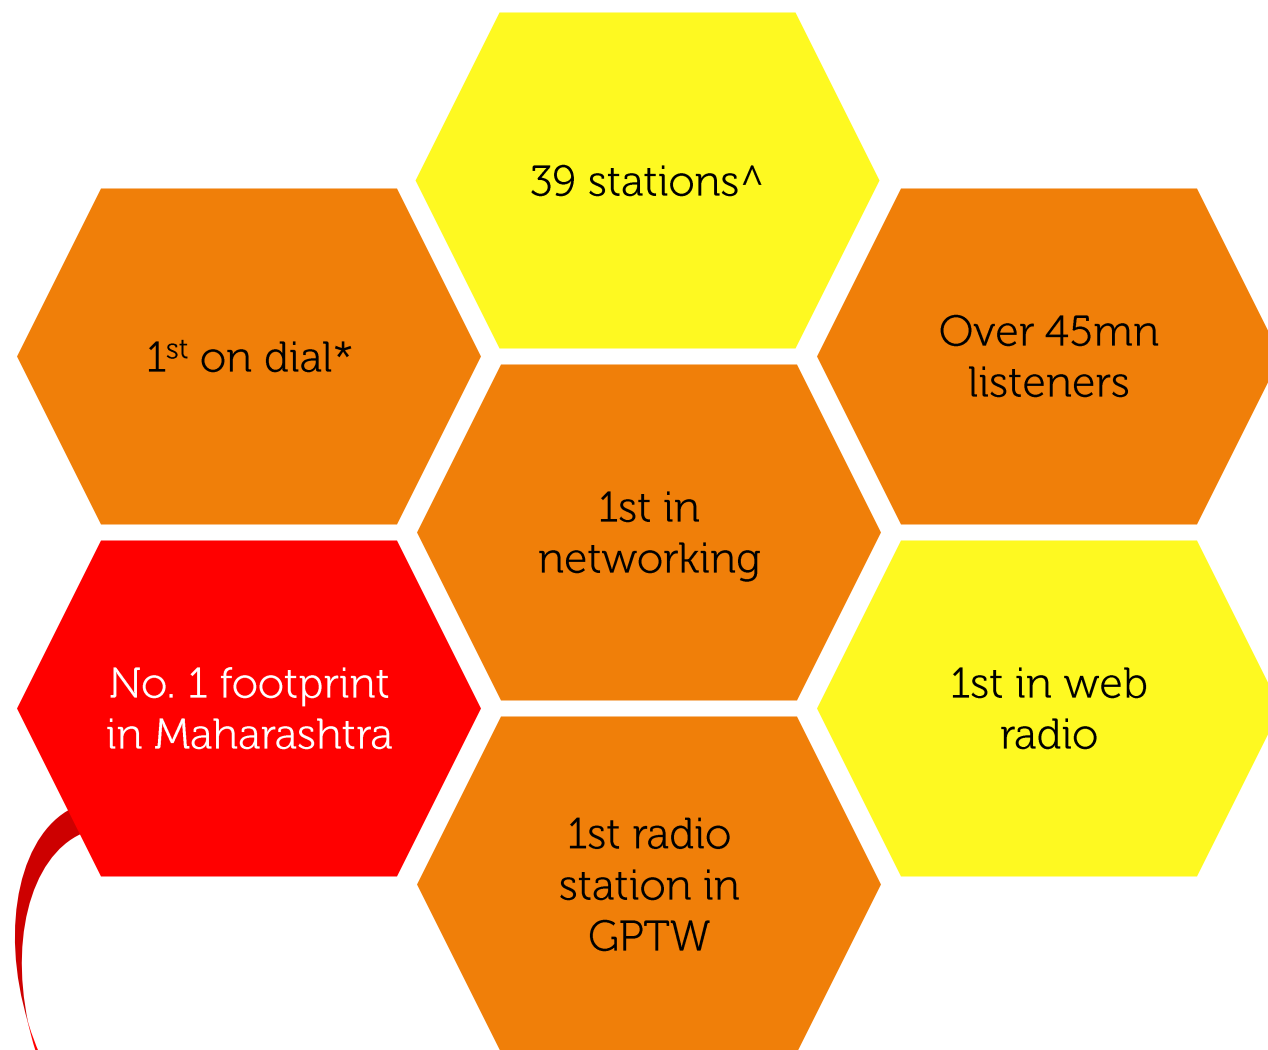 39 stations^
1st on dial*
Over 45mn
listeners
1st in
networking
No. 1 footprint
in Maharashtra
1st in web
radio
1st radio
station in
GPTW